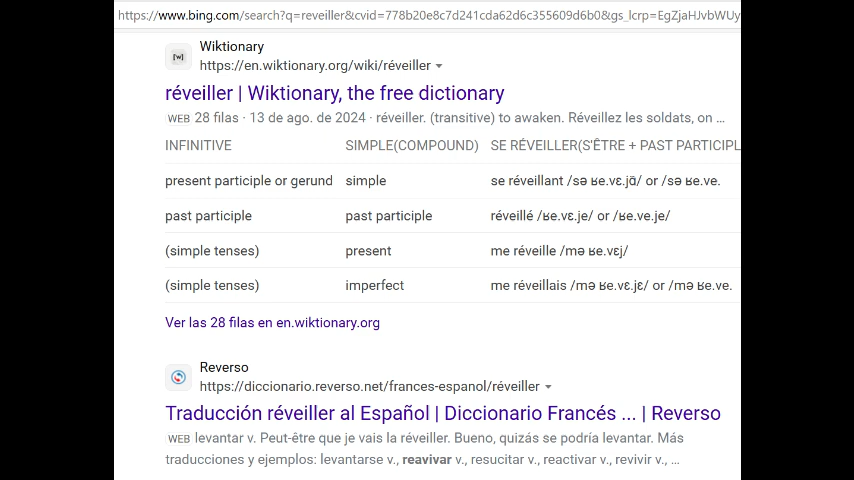 https://www.bing.com/search?q=reveiller&cvid=778b20e8c7d241cda62d6c355609d6b0&gs_lcrp=EgZjaHJvbWUy
Wiktionary
https://en.wiktionary.org/wiki/réveiller
réveiller | Wiktionary, the free dictionary
WEB 28 filas · 13 de ago. de 2024 · réveiller. (transitive) to awaken. Réveillez les soldats, on ...
INFINITIVE SIMPLE(COMPOUND) SE RÉVEILLER(S'ÊTRE + PAST PARTICIPL
present participle or gerund simple se réveillant /sə ʁe.vɛ.jɑ̃/ or /sə ʁe.ve.
past participle past participle réveillé /ʁe.vɛ.je/ or /ʁe.ve.je/
(simple tenses) present me réveille /mə ʁe.vɛj/
(simple tenses) imperfect me réveillais /mə ʁe.vɛ.jɛ/ or /mə ʁe.ve.
Ver las 28 filas en en.wiktionary.org
Reverso
https://diccionario.reverso.net/frances-espanol/réveiller
Traducción réveiller al Español | Diccionario Francés ... | Reverso
WEB levantar v. Peut-être que je vais la réveiller. Bueno, quizás se podría levantar. Más
traducciones y ejemplos: levantarse v., reavivar v., resucitar v., reactivar v., revivir v., ...